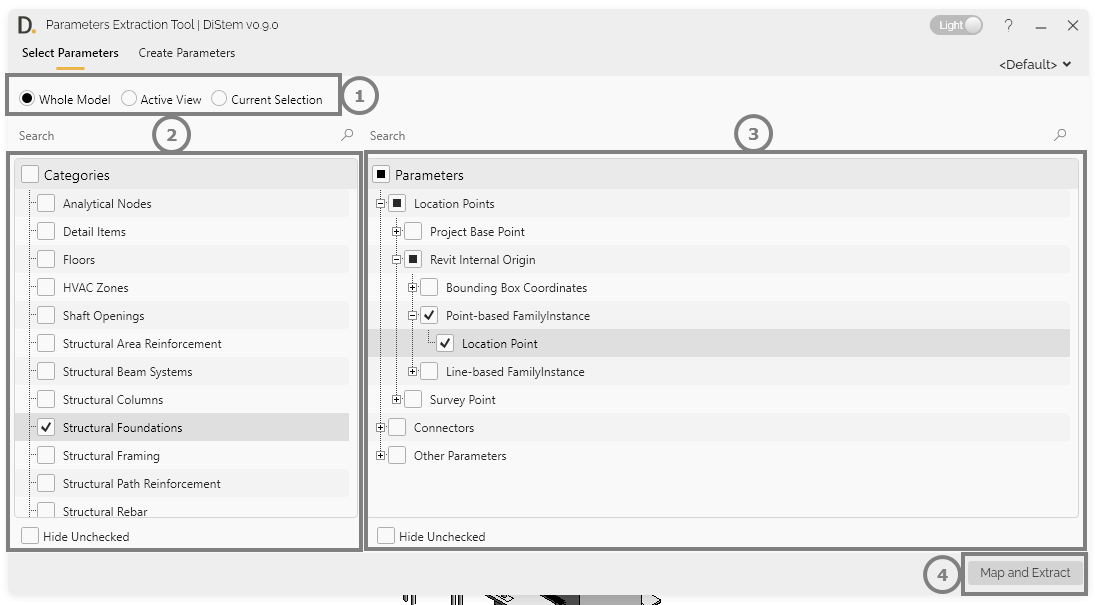 D. Parameters Extraction Tool | DiStem v0.9.0 Light ?
Select Parameters Create Parameters
<Default>
Whole Model Active View Current Selection 1
Search 2 Search 3
Categories
Analytical Nodes
Detail Items
Floors
HVAC Zones
Shaft Openings
Structural Area Reinforcement
Structural Beam Systems
Structural Columns
Structural Foundations
Structural Framing
Structural Path Reinforcement
Structural Rebar
Hide Unchecked
Parameters
Location Points
Project Base Point
Revit Internal Origin
Bounding Box Coordinates
Point-based FamilyInstance
Location Point
Line-based FamilyInstance
Survey Point
Connectors
Other Parameters
Hide Unchecked
4 Map and Extract